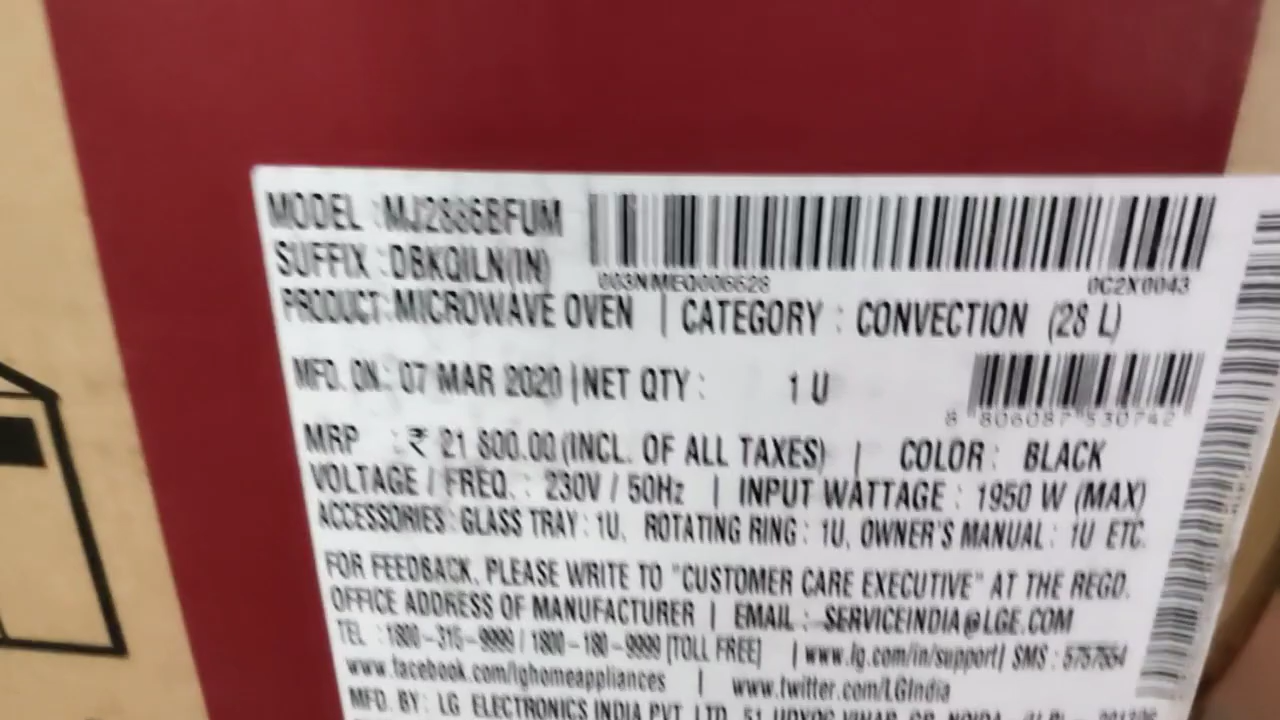 MODEL : MJ2886BFUM
SUFFIX : DBKQILN(IN)
003NMEQ006628 0C2X0043
PRODUCT: MICROWAVE OVEN | CATEGORY : CONVECTION (28 L)
MFD. ON.: 07 MAR 2020 | NET QTY : 1 U
8 806087 530742
MRP : ₹ 21 800.00 (INCL. OF ALL TAXES) | COLOR : BLACK
VOLTAGE / FREQ. : 230V / 50Hz | INPUT WATTAGE : 1950 W (MAX)
ACCESSORIES : GLASS TRAY : 1U, ROTATING RING : 1U, OWNER'S MANUAL : 1U ETC.
FOR FEEDBACK, PLEASE WRITE TO "CUSTOMER CARE EXECUTIVE" AT THE REGD.
OFFICE ADDRESS OF MANUFACTURER | EMAIL : SERVICEINDIA@LGE.COM
TEL : 1800-315-9999 / 1800-180-9999 [TOLL FREE] | www.lg.com/in/support| SMS : 5757554
www.facebook.com/lghomeappliances | www.twitter.com/LGIndia
MFD. BY: LG ELECTRONICS INDIA PVT. LTD. 51 UDYOG VIHAR, GR. NOIDA,